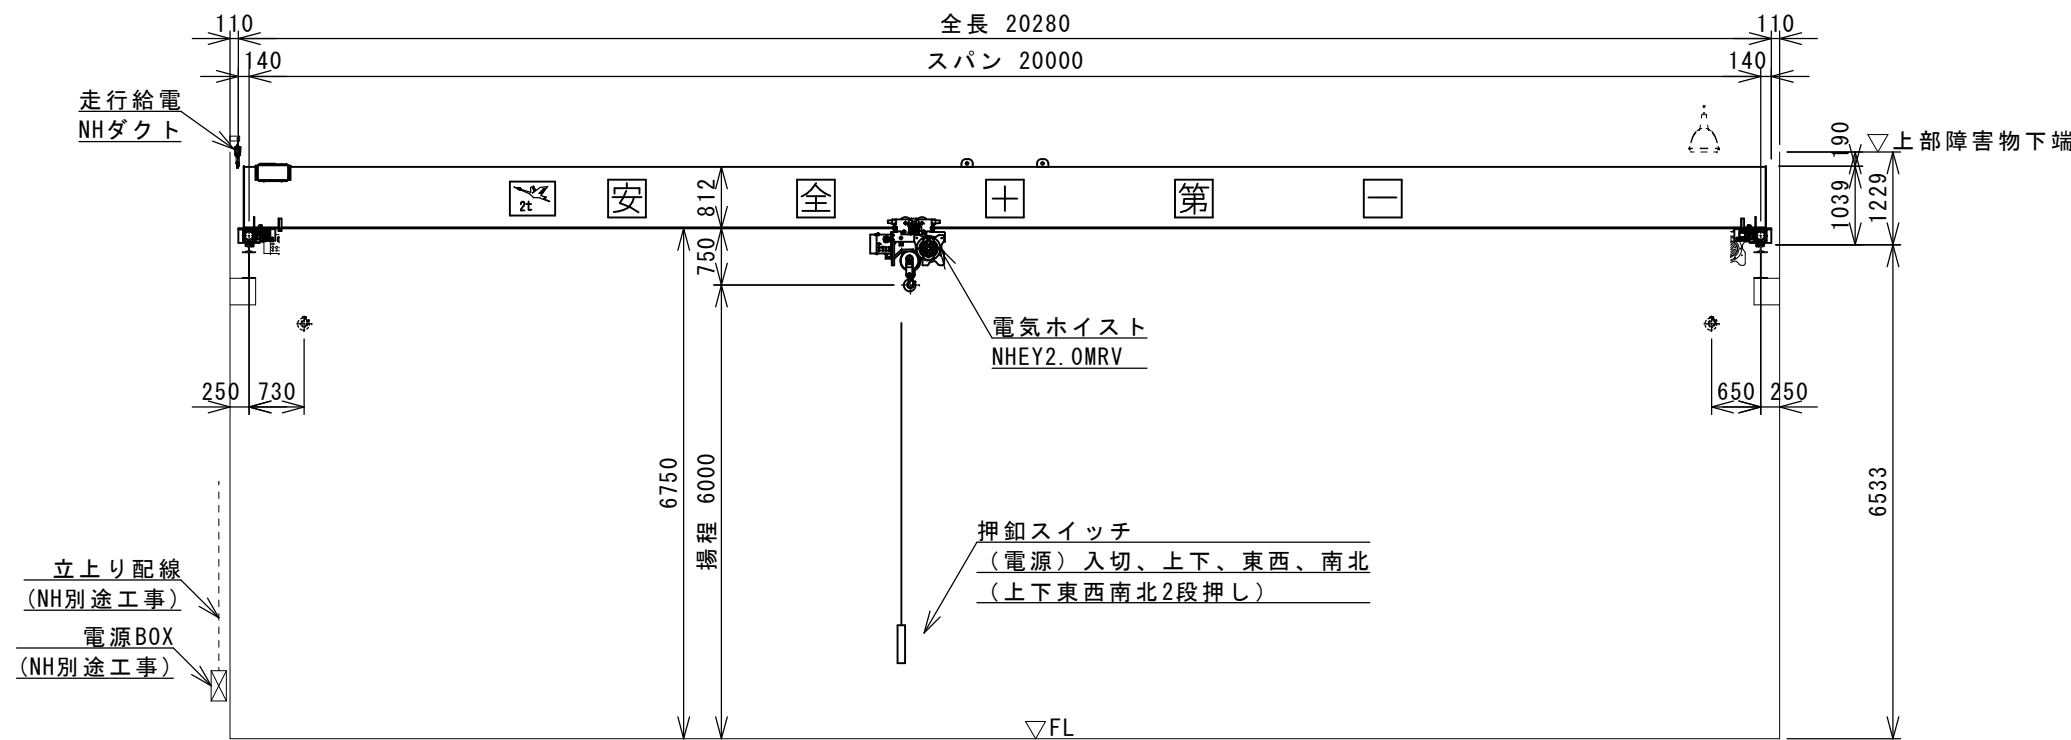 110
全長 20280
110
140
スパン 20000
140
走行給電
NHダクト
190
上部障害物下端
2t
安
全
十
第
一
812
1039
1229
750
電気ホイスト
NHEY2.0MRV
250
730
650
250
6750
揚程 6000
6533
押釦スイッチ
(電源)入切、上下、東西、南北
(上下東西南北2段押し)
立上り配線
(NH別途工事)
電源BOX
(NH別途工事)
FL